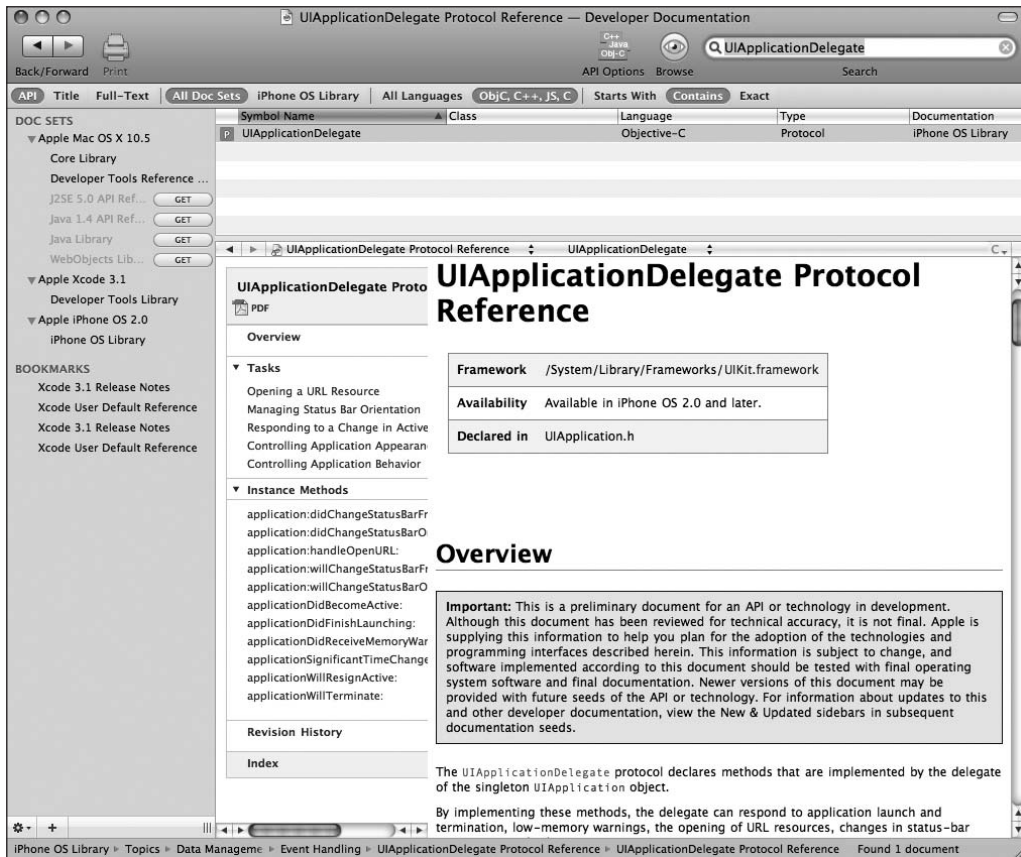 UIApplicationDelegate Protocol Reference — Developer Documentation
C++
Java
Obj-C
UIApplicationDelegate
Back/Forward Print API Options Browse Search
API Title Full-Text All Doc Sets iPhone OS Library All Languages ObjC, C++, JS, C Starts With Contains Exact
DOC SETS
Apple Mac OS X 10.5
Core Library
Developer Tools Reference ...
J2SE 5.0 API Ref... GET
Java 1.4 API Ref... GET
Java Library GET
WebObjects Lib... GET
Apple Xcode 3.1
Developer Tools Library
Apple iPhone OS 2.0
iPhone OS Library
BOOKMARKS
Xcode 3.1 Release Notes
Xcode User Default Reference
Xcode 3.1 Release Notes
Xcode User Default Reference
Symbol Name Class Language Type Documentation
P UIApplicationDelegate Objective-C Protocol iPhone OS Library
UIApplicationDelegate Protocol Reference UIApplicationDelegate C
UIApplicationDelegate Proto
PDF
Overview
Tasks
Opening a URL Resource
Managing Status Bar Orientation
Responding to a Change in Active
Controlling Application Appearan
Controlling Application Behavior
Instance Methods
application:didChangeStatusBarFr
application:didChangeStatusBarO
application:handleOpenURL:
application:willChangeStatusBarFr
application:willChangeStatusBarO
applicationDidBecomeActive:
applicationDidFinishLaunching:
applicationDidReceiveMemoryWar
applicationSignificantTimeChange
applicationWillResignActive:
applicationWillTerminate:
Revision History
Index
UIApplicationDelegate Protocol
Reference
Framework /System/Library/Frameworks/UIKit.framework
Availability Available in iPhone OS 2.0 and later.
Declared in UIApplication.h
Overview
Important: This is a preliminary document for an API or technology in development.
Although this document has been reviewed for technical accuracy, it is not final. Apple is
supplying this information to help you plan for the adoption of the technologies and
programming interfaces described herein. This information is subject to change, and
software implemented according to this document should be tested with final operating
system software and final documentation. Newer versions of this document may be
provided with future seeds of the API or technology. For information about updates to this
and other developer documentation, view the New & Updated sidebars in subsequent
documentation seeds.
The UIApplicationDelegate protocol declares methods that are implemented by the delegate
of the singleton UIApplication object.
By implementing these methods, the delegate can respond to application launch and
termination, low-memory warnings, the opening of URL resources, changes in status-bar
iPhone OS Library Topics Data Manageme Event Handling UIApplicationDelegate Protocol Reference UIApplicationDelegate Protocol Reference Found 1 document